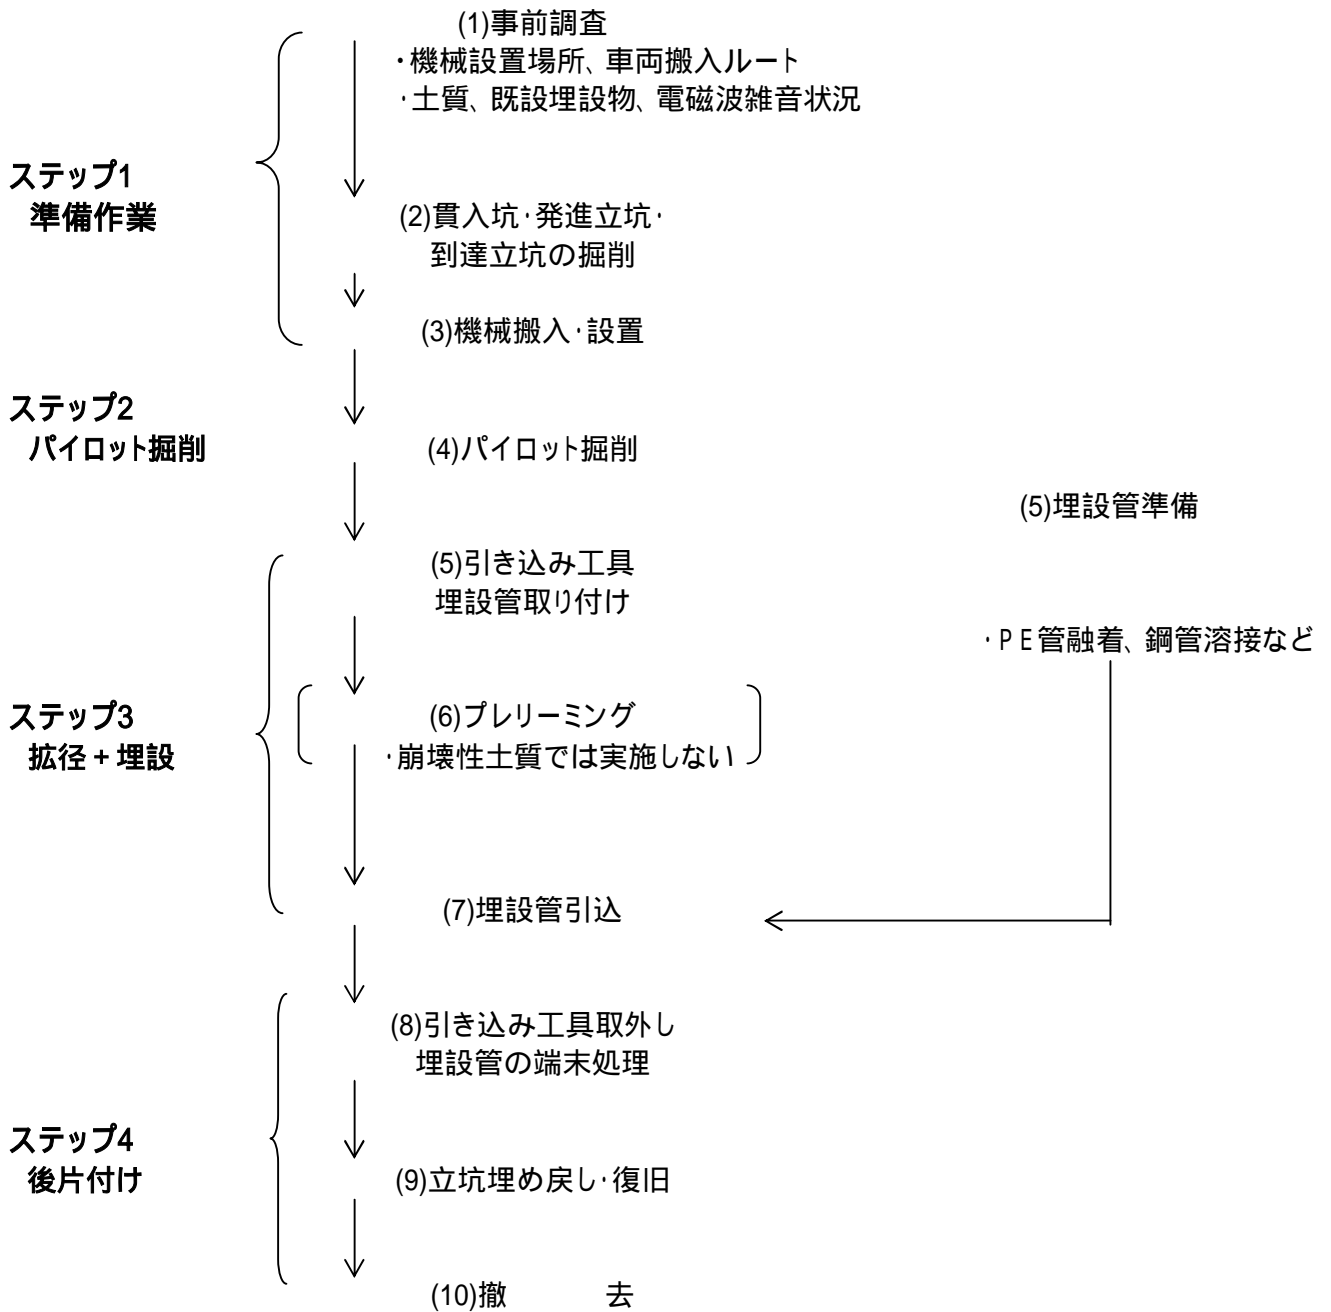 (1)事前調査
・機械設置場所、車両搬入ルート
・土質、既設埋設物、電磁波雑音状況
ステップ1
準備作業
(2)貫入坑・発進立坑・
到達立坑の掘削
(3)機械搬入・設置
ステップ2
パイロット掘削
(4)パイロット掘削
(5)埋設管準備
(5)引き込み工具
埋設管取り付け
・PE管融着、鋼管溶接など
ステップ3
拡径+埋設
(6)プレリーミング
・崩壊性土質では実施しない
(7)埋設管引込
(8)引き込み工具取外し
埋設管の端末処理
ステップ4
後片付け
(9)立坑埋め戻し・復旧
(10)撤 去